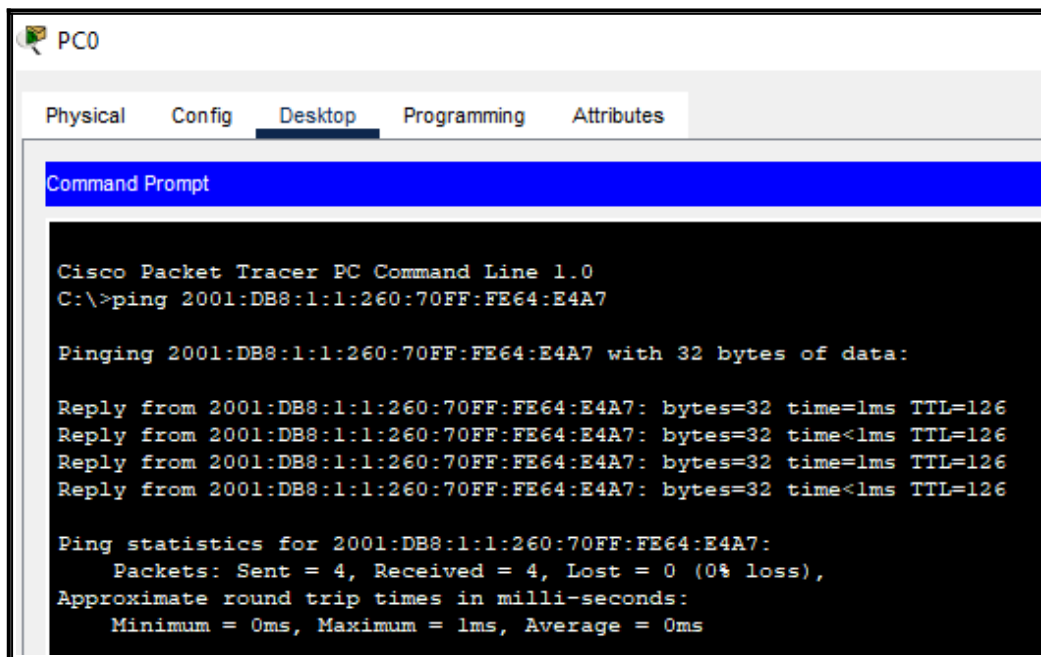 PC0
Physical Config Desktop Programming Attributes
Command Prompt
Cisco Packet Tracer PC Command Line 1.0
C:\>ping 2001:DB8:1:1:260:70FF:FE64:E4A7
Pinging 2001:DB8:1:1:260:70FF:FE64:E4A7 with 32 bytes of data:
Reply from 2001:DB8:1:1:260:70FF:FE64:E4A7: bytes=32 time=1ms TTL=126
Reply from 2001:DB8:1:1:260:70FF:FE64:E4A7: bytes=32 time<1ms TTL=126
Reply from 2001:DB8:1:1:260:70FF:FE64:E4A7: bytes=32 time=1ms TTL=126
Reply from 2001:DB8:1:1:260:70FF:FE64:E4A7: bytes=32 time<1ms TTL=126
Ping statistics for 2001:DB8:1:1:260:70FF:FE64:E4A7:
Packets: Sent = 4, Received = 4, Lost = 0 (0% loss),
Approximate round trip times in milli-seconds:
Minimum = 0ms, Maximum = 1ms, Average = 0ms